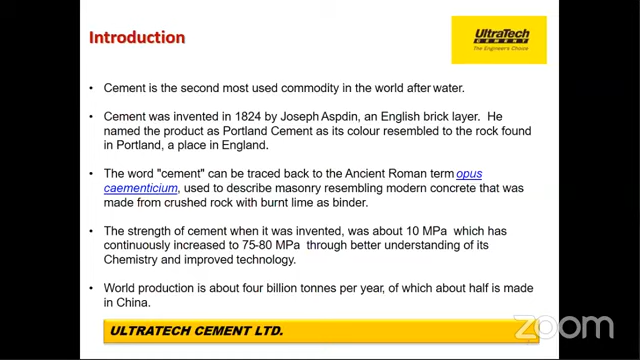 Introduction
UltraTech
CEMENT
The Engineer's Choice
• Cement is the second most used commodity in the world after water.
• Cement was invented in 1824 by Joseph Aspdin, an English brick layer. He
named the product as Portland Cement as its colour resembled to the rock found
in Portland, a place in England.
• The word "cement" can be traced back to the Ancient Roman term opus
caementicium, used to describe masonry resembling modern concrete that was
made from crushed rock with burnt lime as binder.
• The strength of cement when it was invented, was about 10 MPa which has
continuously increased to 75-80 MPa through better understanding of its
Chemistry and improved technology.
• World production is about four billion tonnes per year, of which about half is made
in China.
ULTRATECH CEMENT LTD.
zoom